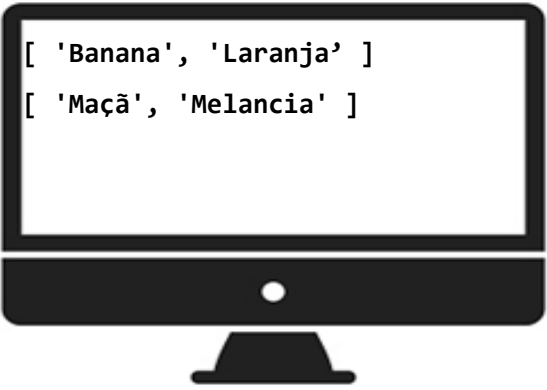 [ 'Banana', 'Laranja’ ]
[ 'Maçã', 'Melancia' ]